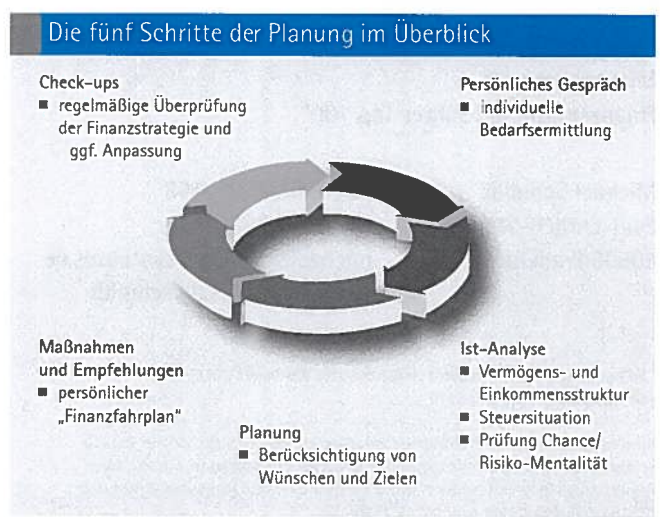 Die fünf Schritte der Planung im Überblick
Check-ups
■ regelmäßige Überprüfung
der Finanzstrategie und
ggf. Anpassung
Persönliches Gespräch
■ individuelle
Bedarfsermittlung
Ist-Analyse
■ Vermögens- und
Einkommensstruktur
■ Steuersituation
■ Prüfung Chance/
Risiko-Mentalität
Planung
■ Berücksichtigung von
Wünschen und Zielen
Maßnahmen
und Empfehlungen
■ persönlicher
„Finanzfahrplan"